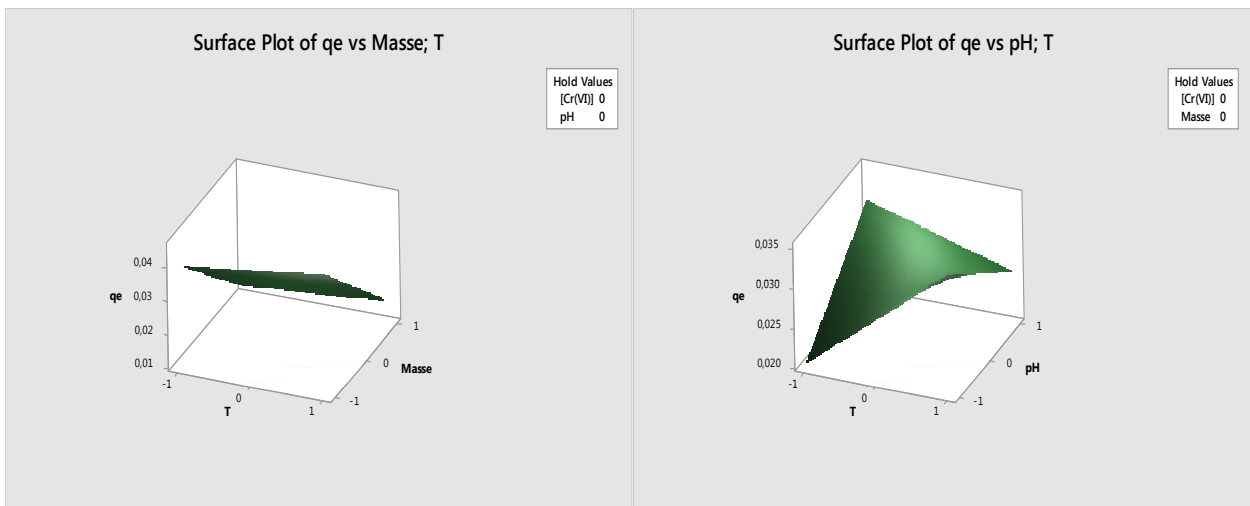 Surface Plot of qe vs Masse; T
Hold Values
[Cr(VI)] 0
pH 0
0,04
0,03
0,02
0,01
qe
-1
0
1
T
1
0
-1
Masse
Surface Plot of qe vs pH; T
Hold Values
[Cr(VI)] 0
Masse 0
0,035
0,030
0,025
0,020
qe
-1
0
1
T
1
0
-1
pH